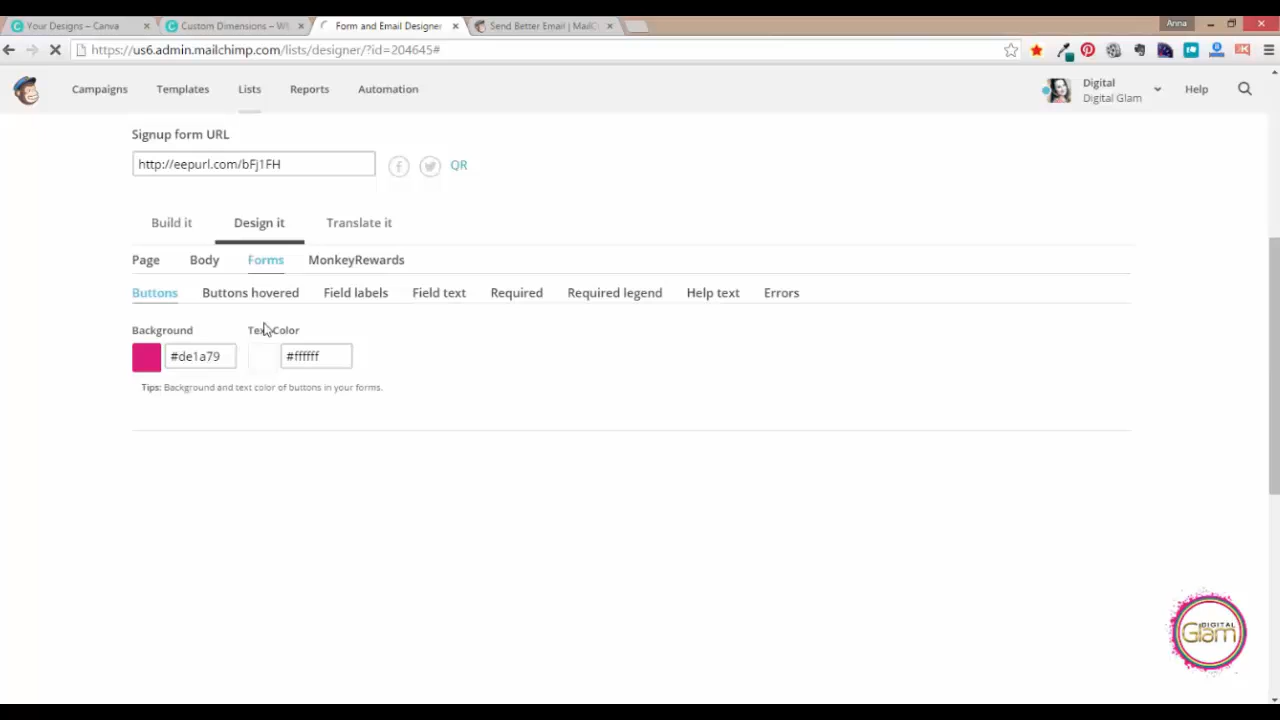 Your Designs – Canva
Custom Dimensions – W
Form and Email Designer
Send Better Email | MailC
Anna
https://us6.admin.mailchimp.com/lists/designer/?id=204645#
Campaigns
Templates
Lists
Reports
Automation
Digital
Digital Glam
Help
Signup form URL
http://eepurl.com/bFj1FH
QR
Build it
Design it
Translate it
Page
Body
Forms
MonkeyRewards
Buttons
Buttons hovered
Field labels
Field text
Required
Required legend
Help text
Errors
Background
Text Color
#de1a79
#ffffff
Tips: Background and text color of buttons in your forms.
DIGITAL
Glam